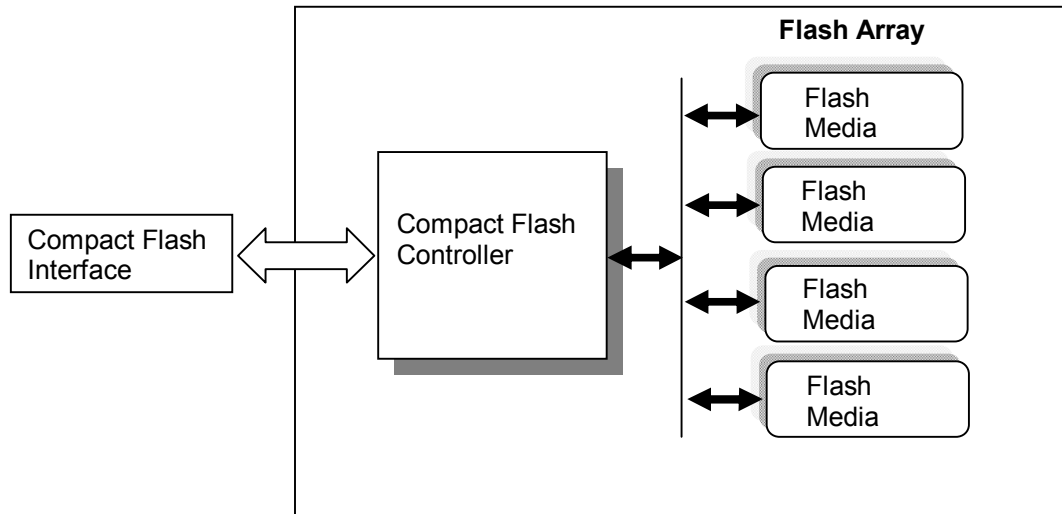 Flash Array
Flash
Media
Flash
Media
Compact Flash
Controller
Compact Flash
Interface
Flash
Media
Flash
Media